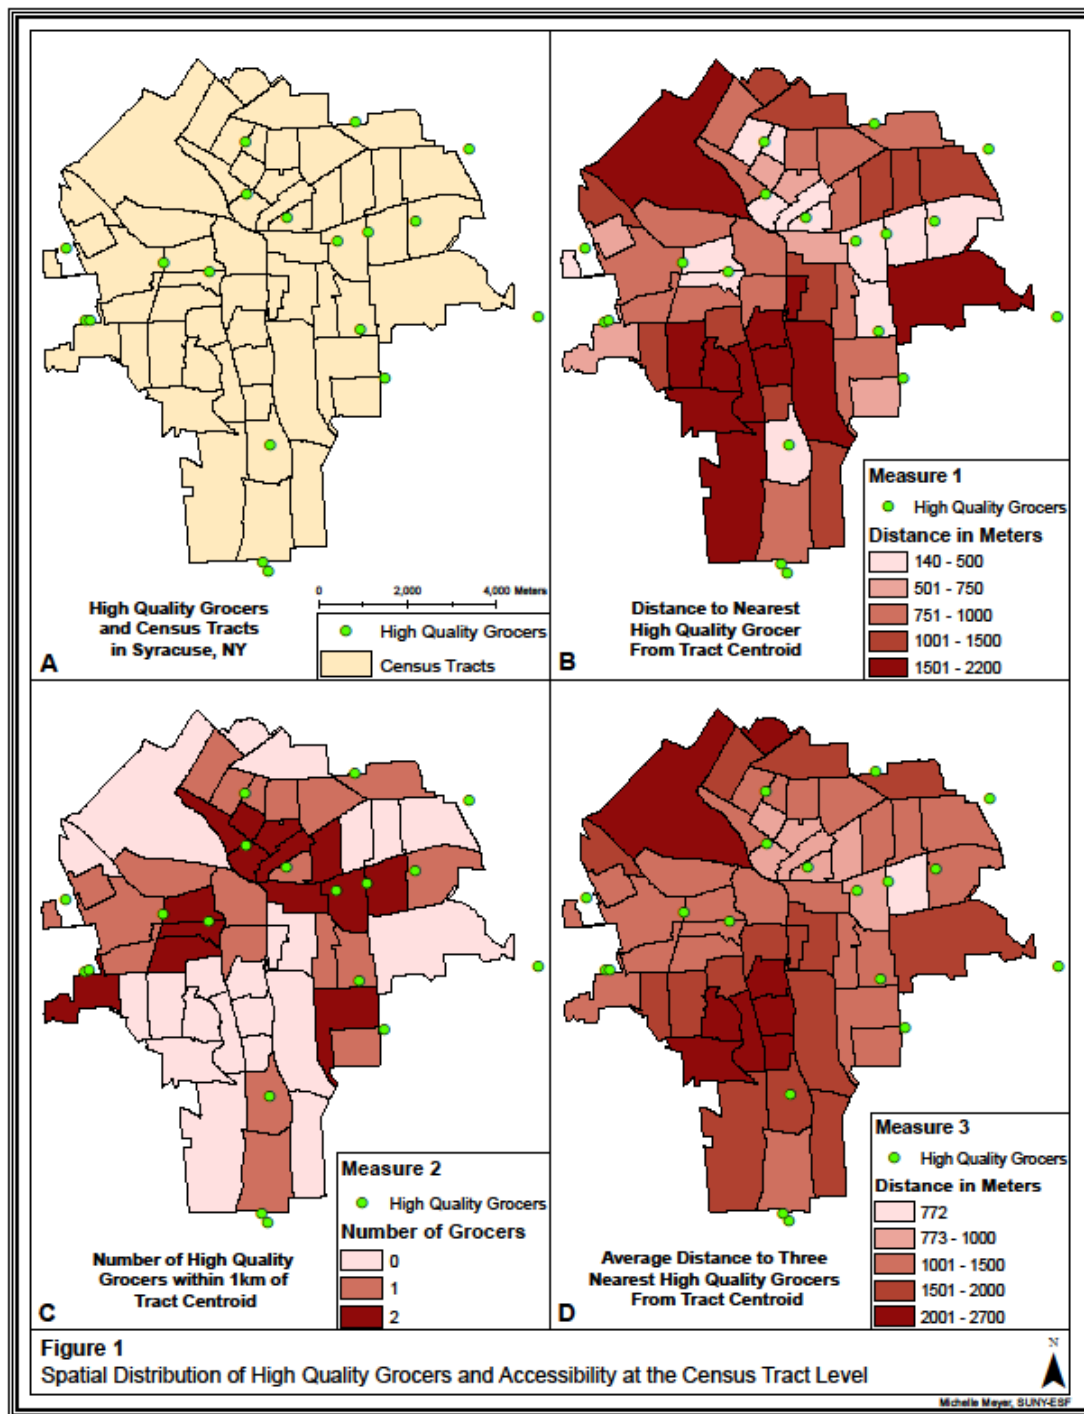 High Quality Grocers
and Census Tracts
in Syracuse, NY
A
0 2,000 4,000 Meters
High Quality Grocers
Census Tracts
Distance to Nearest
High Quality Grocer
From Tract Centroid
B
Measure 1
High Quality Grocers
Distance in Meters
140 - 500
501 - 750
751 - 1000
1001 - 1500
1501 - 2200
Number of High Quality
Grocers within 1km of
Tract Centroid
C
Measure 2
High Quality Grocers
Number of Grocers
0
1
2
Average Distance to Three
Nearest High Quality Grocers
From Tract Centroid
D
Measure 3
High Quality Grocers
Distance in Meters
772
773 - 1000
1001 - 1500
1501 - 2000
2001 - 2700
Figure 1
Spatial Distribution of High Quality Grocers and Accessibility at the Census Tract Level
N
Michelle Meyer, SUNY-ESF